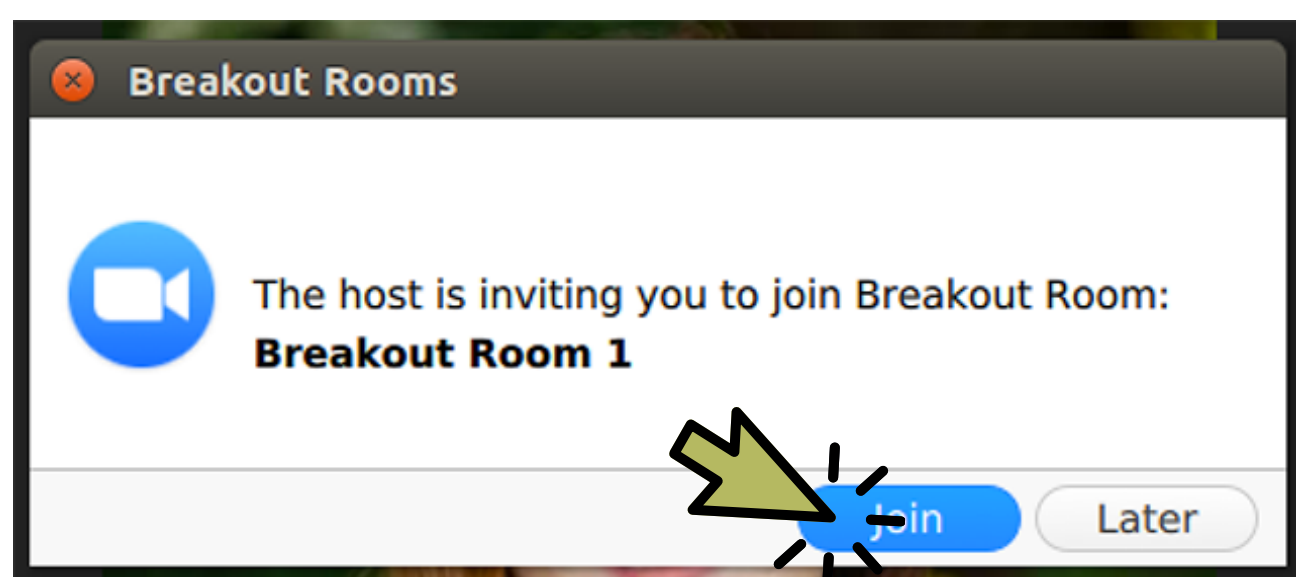 Breakout Rooms
The host is inviting you to join Breakout Room:
Breakout Room 1
Join
Later